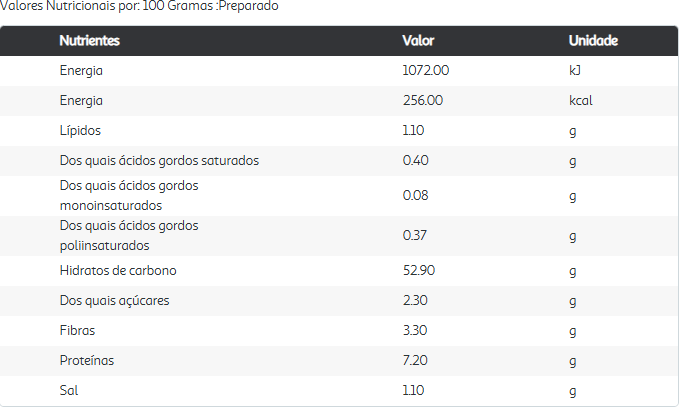 Valores Nutricionais por: 100 Gramas :Preparado
Nutrientes Valor Unidade
Energia 1072.00 kJ
Energia 256.00 kcal
Lípidos 1.10 g
Dos quais ácidos gordos saturados 0.40 g
Dos quais ácidos gordos
monoinsaturados 0.08 g
Dos quais ácidos gordos
poliinsaturados 0.37 g
Hidratos de carbono 52.90 g
Dos quais açúcares 2.30 g
Fibras 3.30 g
Proteínas 7.20 g
Sal 1.10 g